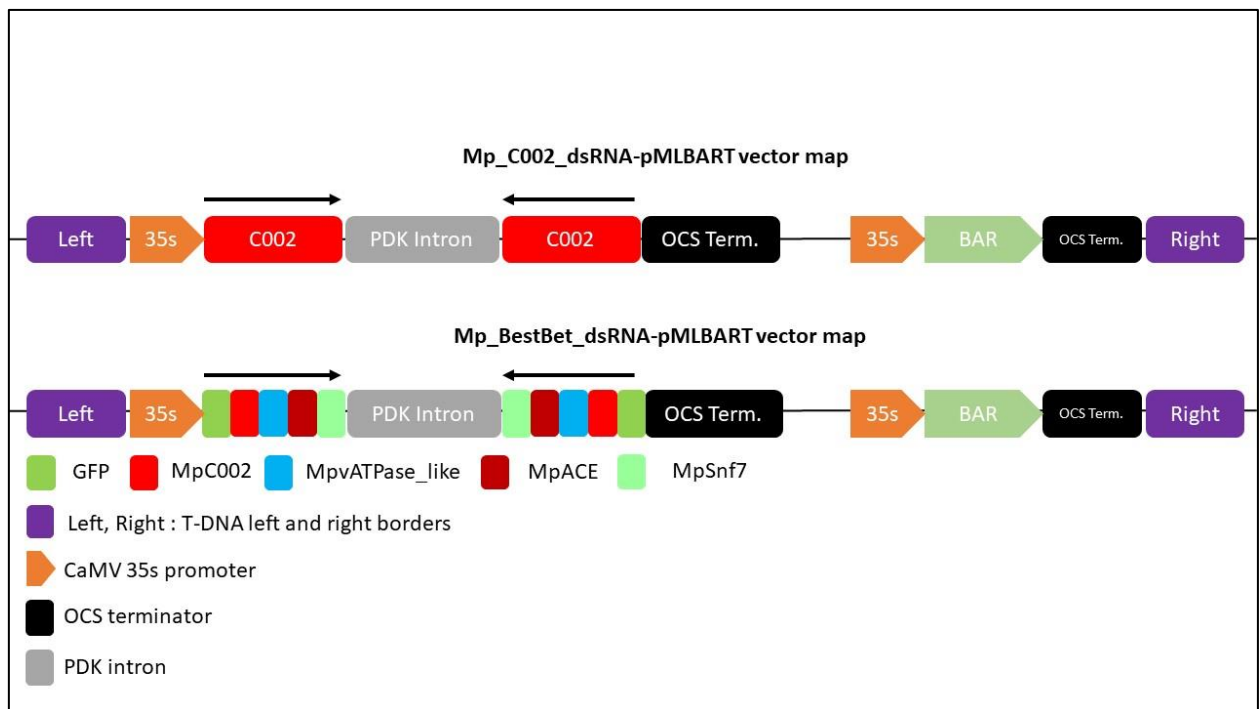 Mp_C002_dsRNA-pMLBART vector map
Left 35s C002 PDK Intron C002 OCS Term. 35s BAR OCS Term. Right
Mp_BestBet_dsRNA-pMLBART vector map
Left 35s PDK Intron OCS Term. 35s BAR OCS Term. Right
GFP MpC002 MpvATPase_like MpACE MpSnf7
Left, Right : T-DNA left and right borders
CaMV 35s promoter
OCS terminator
PDK intron